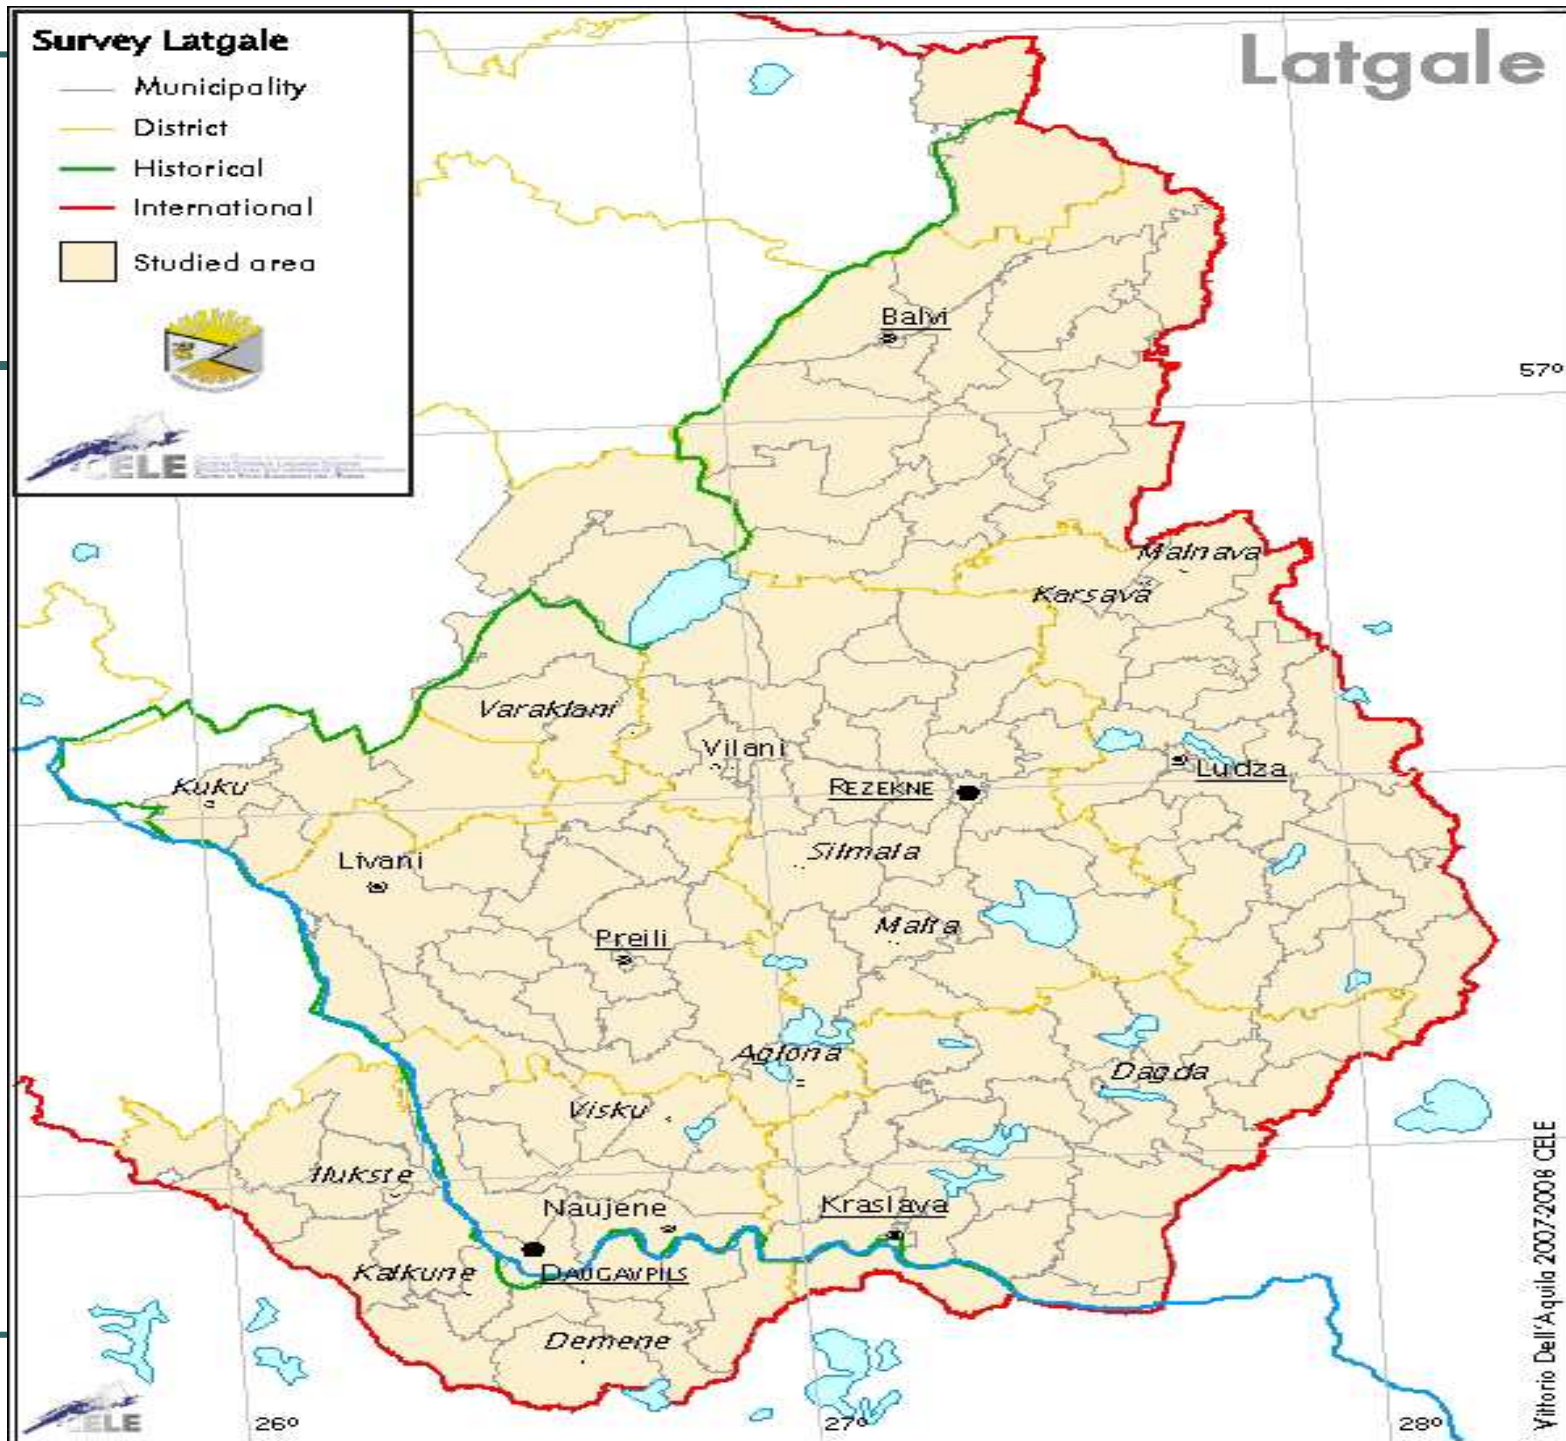 Survey Latgale
Municipality
District
Historical
International
Studied area
ELE
Latgale
57°
Balvi
Malnava
Karsava
Varaklani
Vilani
Kuku
REZEKNE
Ludza
Livani
Silmala
Preili
Malta
Aglona
Dagda
Visku
Ilukste
Naujene
Kraslava
Kalkune
DAUGAVPILS
Demene
ELE
26°
27°
28°
Vittorio Dell'Aquila 2007-2008 CELE